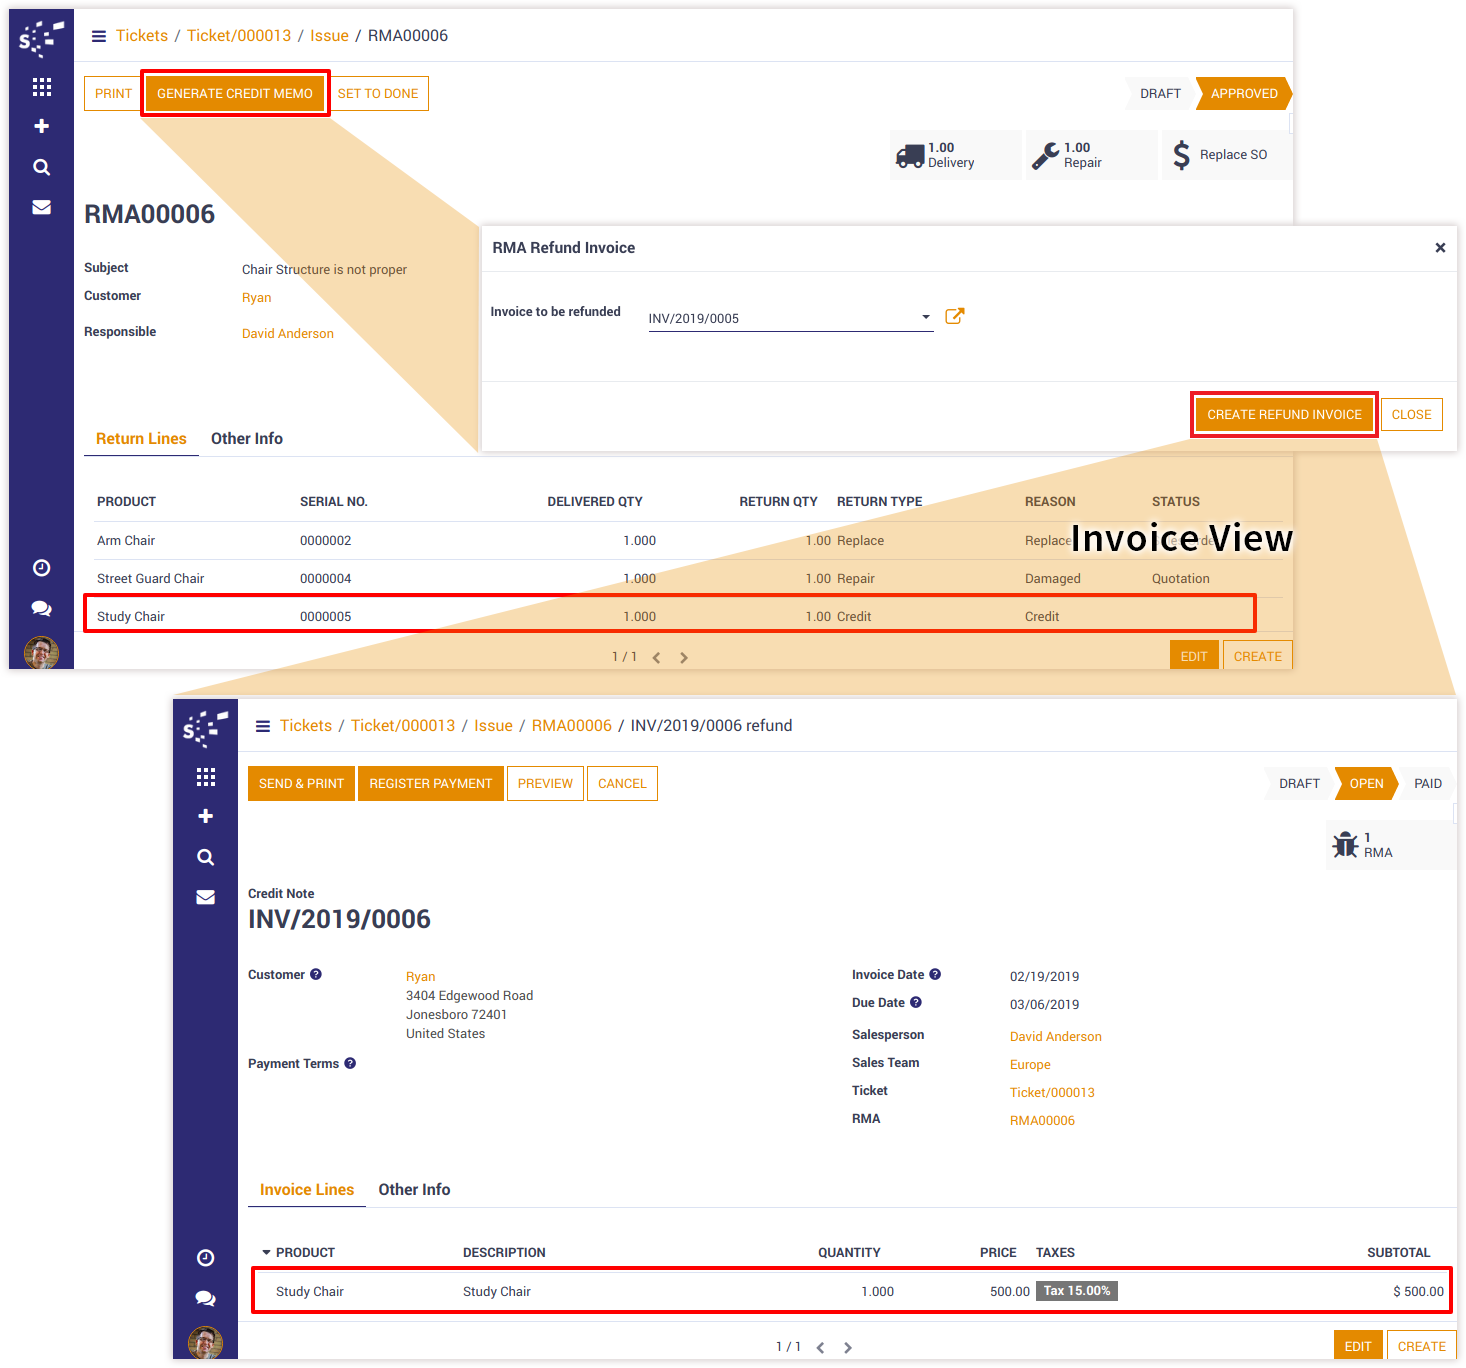 S
Tickets / Ticket/000013 / Issue / RMA00006
PRINT GENERATE CREDIT MEMO SET TO DONE
DRAFT APPROVED
1.00 Delivery
1.00 Repair
Replace SO
RMA00006
Subject Chair Structure is not proper
Customer Ryan
Responsible David Anderson
RMA Refund Invoice ×
Invoice to be refunded INV/2019/0005
CREATE REFUND INVOICE CLOSE
Return Lines Other Info
PRODUCT SERIAL NO. DELIVERED QTY RETURN QTY RETURN TYPE REASON STATUS
Arm Chair 0000002 1.000 1.00 Replace Replace
Invoice View
Street Guard Chair 0000004 1.000 1.00 Repair Damaged Quotation
Study Chair 0000005 1.000 1.00 Credit Credit
1 / 1
EDIT CREATE
S
Tickets / Ticket/000013 / Issue / RMA00006 / INV/2019/0006 refund
SEND & PRINT REGISTER PAYMENT PREVIEW CANCEL
DRAFT OPEN PAID
1
RMA
Credit Note
INV/2019/0006
Customer Ryan
3404 Edgewood Road
Jonesboro 72401
United States
Payment Terms
Invoice Date 02/19/2019
Due Date 03/06/2019
Salesperson David Anderson
Sales Team Europe
Ticket Ticket/000013
RMA RMA00006
Invoice Lines Other Info
PRODUCT DESCRIPTION QUANTITY PRICE TAXES SUBTOTAL
Study Chair Study Chair 1.000 500.00 Tax 15.00% $ 500.00
1 / 1
EDIT CREATE